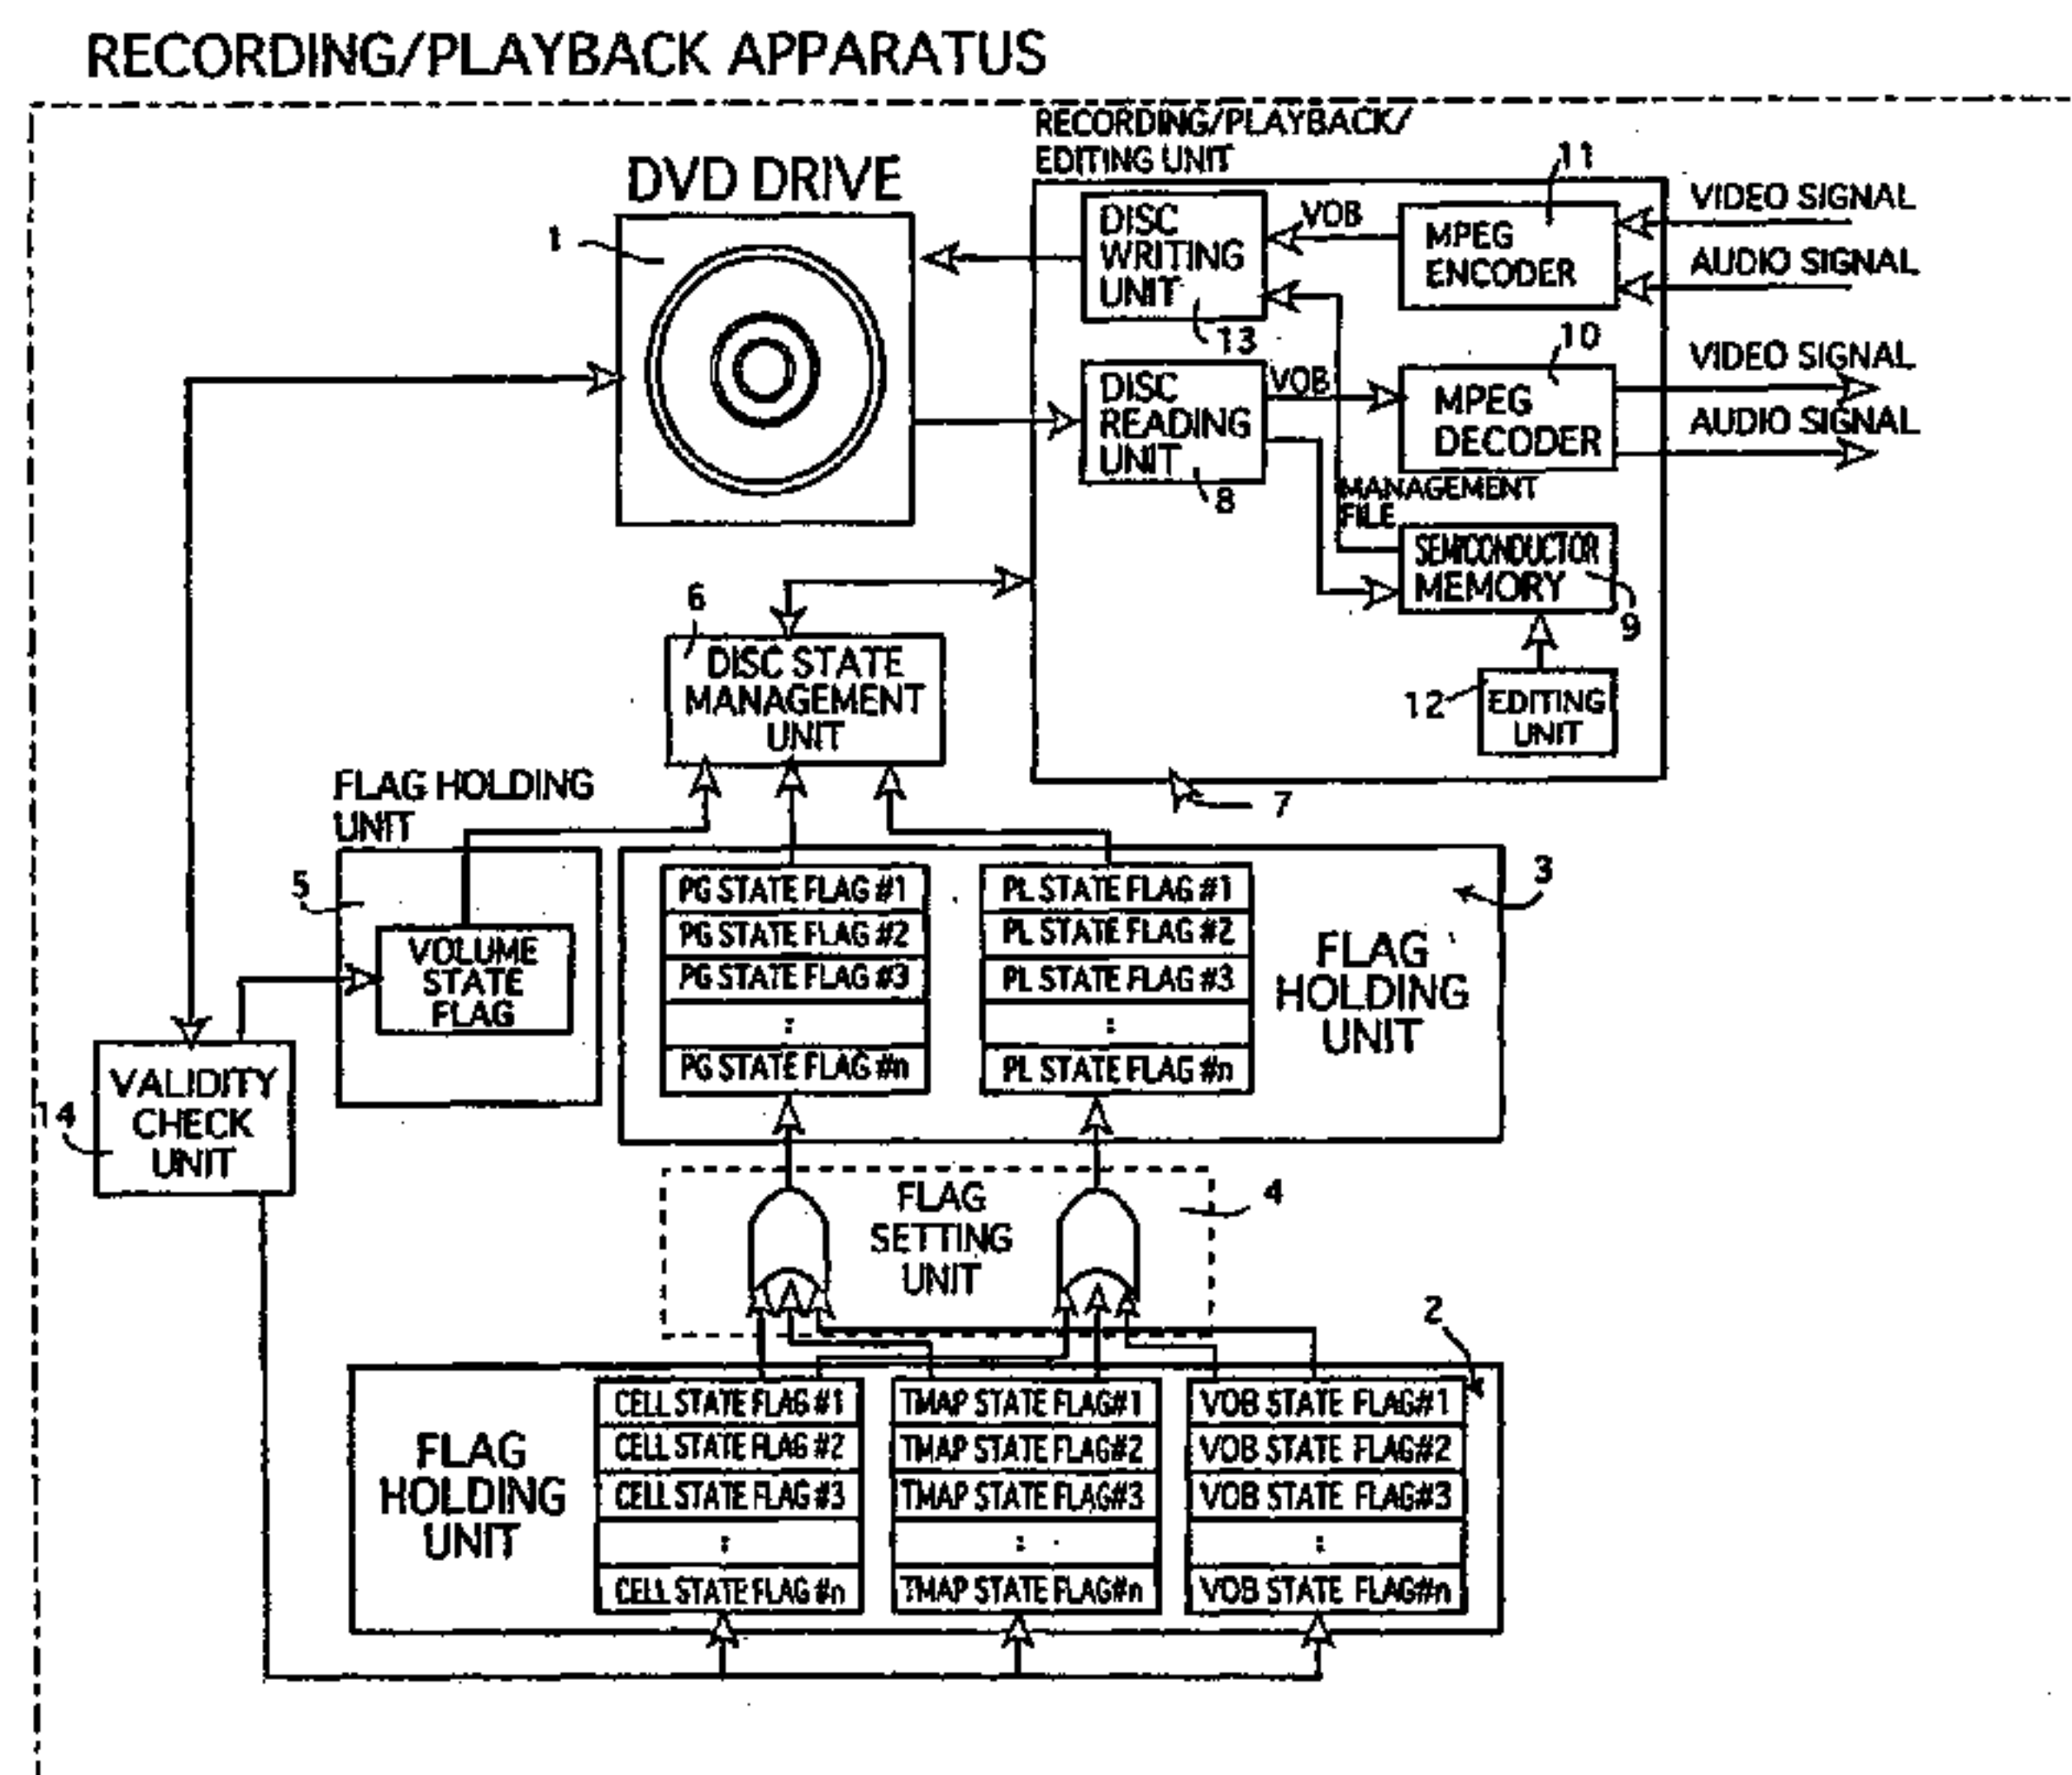 RECORDING/PLAYBACK APPARATUS
RECORDING/PLAYBACK/
EDITING UNIT
DVD DRIVE
1
DISC
WRITING
UNIT
13
VOB
MPEG
ENCODER
11
VIDEO SIGNAL
AUDIO SIGNAL
DISC
READING
UNIT
8
VOB
MPEG
DECODER
10
VIDEO SIGNAL
AUDIO SIGNAL
MANAGEMENT
FILE
SEMICONDUCTOR
MEMORY
9
12
EDITING
UNIT
7
6
DISC STATE
MANAGEMENT
UNIT
FLAG HOLDING
UNIT
5
VOLUME
STATE
FLAG
14
VALIDITY
CHECK
UNIT
PG STATE FLAG #1
PG STATE FLAG #2
PG STATE FLAG #3
:
PG STATE FLAG #n
PL STATE FLAG #1
PL STATE FLAG #2
PL STATE FLAG #3
:
PL STATE FLAG #n
FLAG
HOLDING
UNIT
3
FLAG
SETTING
UNIT
4
2
FLAG
HOLDING
UNIT
CELL STATE FLAG #1
CELL STATE FLAG #2
CELL STATE FLAG #3
:
CELL STATE FLAG #n
TMAP STATE FLAG#1
TMAP STATE FLAG#2
TMAP STATE FLAG#3
:
TMAP STATE FLAG#n
VOB STATE FLAG#1
VOB STATE FLAG#2
VOB STATE FLAG#3
:
VOB STATE FLAG#n